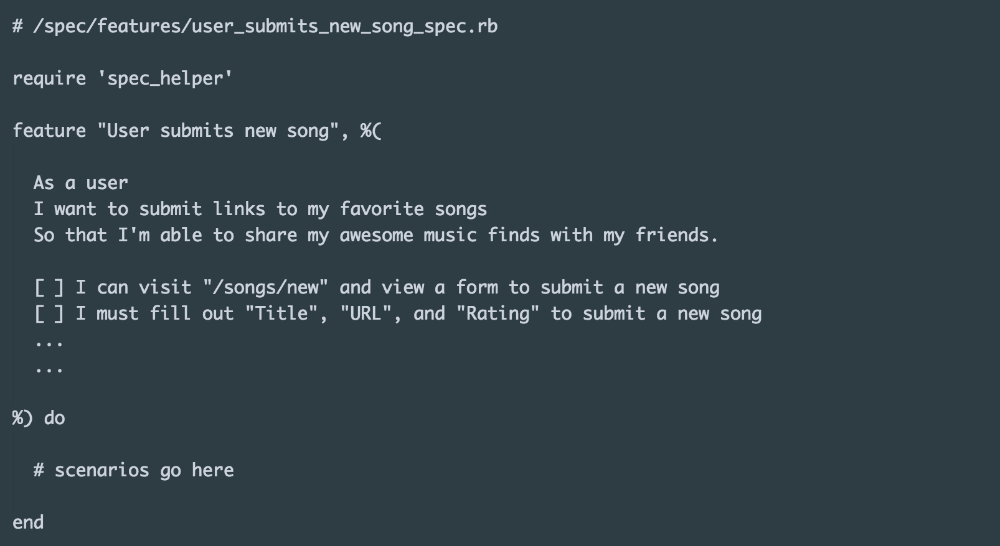 # /spec/features/user_submits_new_song_spec.rb
require 'spec_helper'
feature "User submits new song", %(
As a user
I want to submit links to my favorite songs
So that I'm able to share my awesome music finds with my friends.
[ ] I can visit "/songs/new" and view a form to submit a new song
[ ] I must fill out "Title", "URL", and "Rating" to submit a new song
...
...
%) do
# scenarios go here
end